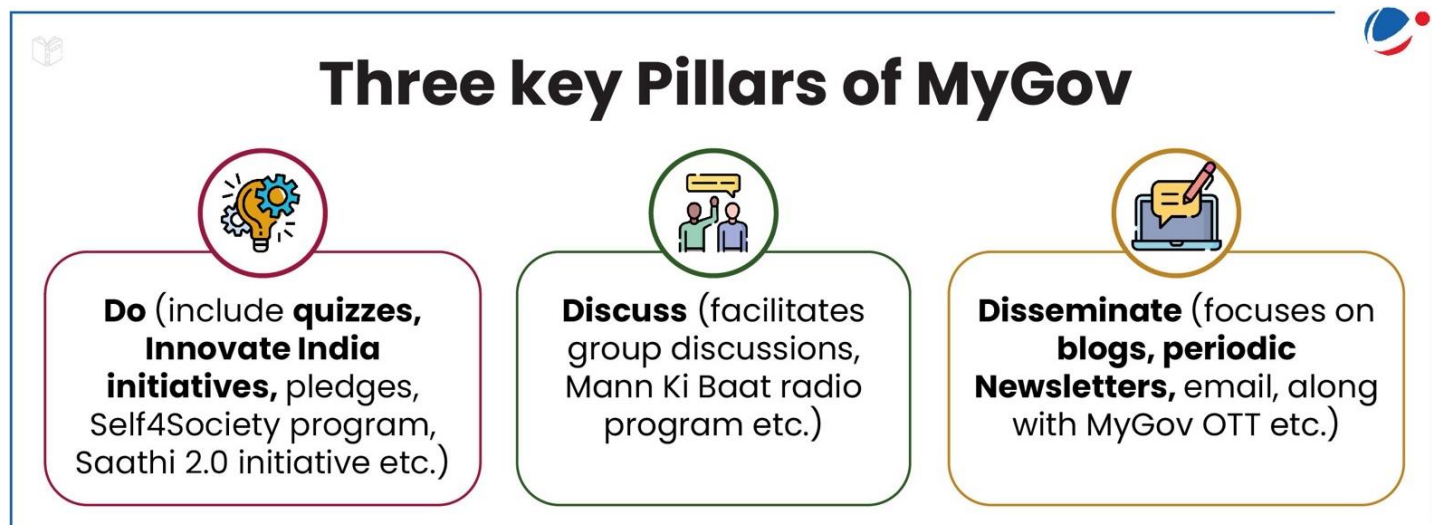 Three key Pillars of MyGov
Do (include quizzes,
Innovate India
initiatives, pledges,
Self4Society program,
Saathi 2.0 initiative etc.)
Discuss (facilitates
group discussions,
Mann Ki Baat radio
program etc.)
Disseminate (focuses on
blogs, periodic
Newsletters, email, along
with MyGov OTT etc.)